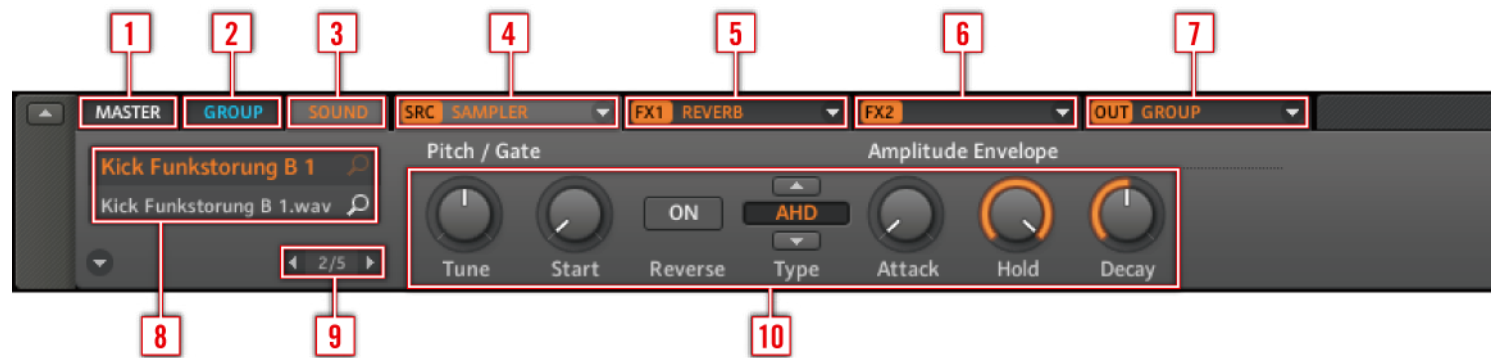 1 2 3 4 5 6 7
MASTER GROUP SOUND SRC SAMPLER FX1 REVERB FX2 OUT GROUP
Pitch / Gate Amplitude Envelope
Kick Funkstorung B 1
Kick Funkstorung B 1.wav
ON AHD
2/5
Tune Start Reverse Type Attack Hold Decay
8 9 10